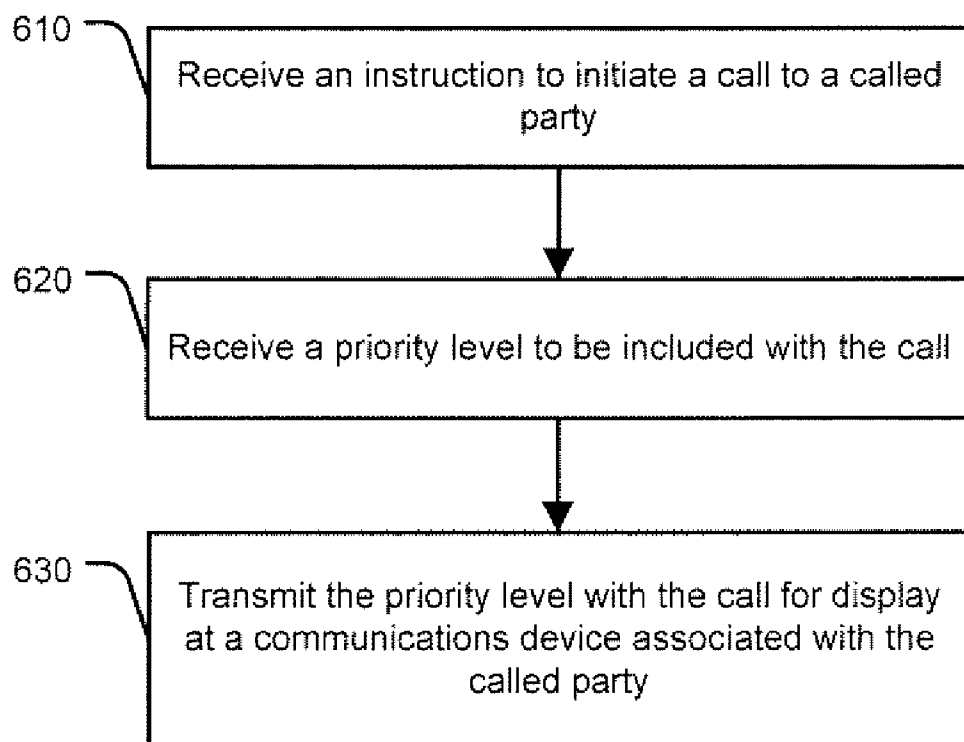 610
Receive an instruction to initiate a call to a called
party
620
Receive a priority level to be included with the call
630
Transmit the priority level with the call for display
at a communications device associated with the
called party